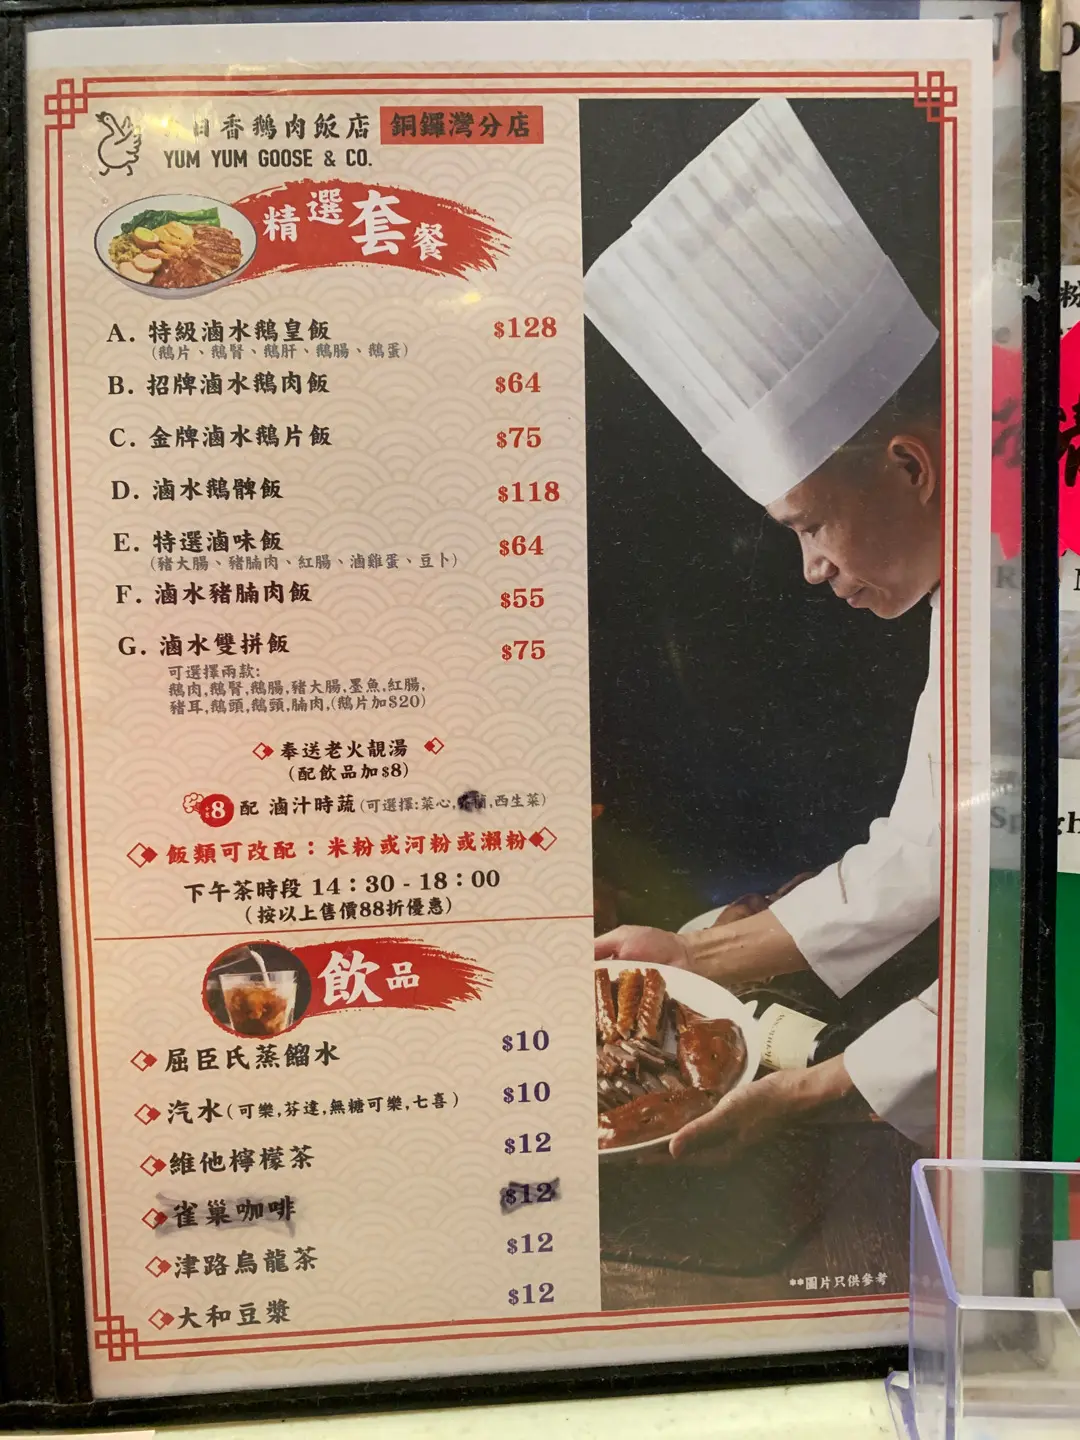 日香鵝肉飯店 銅鑼灣分店
YUM YUM GOOSE & CO.
精選套餐
A. 特級滷水鵝皇飯 $128
(鵝片、鵝腎、鵝肝、鵝腸、鵝蛋)
B. 招牌滷水鵝肉飯 $64
C. 金牌滷水鵝片飯 $75
D. 滷水鵝髀飯 $118
E. 特選滷味飯 $64
(豬大腸、豬腩肉、紅腸、滷雞蛋、豆卜)
F. 滷水豬腩肉飯 $55
G. 滷水雙拼飯 $75
可選擇兩款:
鵝肉,鵝腎,鵝腸,豬大腸,墨魚,紅腸,
豬耳,鵝頭,鵝頸,腩肉,(鵝片加$20)
奉送老火靚湯
(配飲品加$8)
+$8 配 滷汁時蔬(可選擇:菜心,芥蘭,西生菜)
飯類可改配：米粉或河粉或瀨粉
下午茶時段 14：30 - 18：00
(按以上售價88折優惠)
飲品
屈臣氏蒸餾水 $10
汽水(可樂,芬達,無糖可樂,七喜) $10
維他檸檬茶 $12
雀巢咖啡 $12
津路烏龍茶 $12
大和豆漿 $12
**圖片只供參考
Hennessy
粉